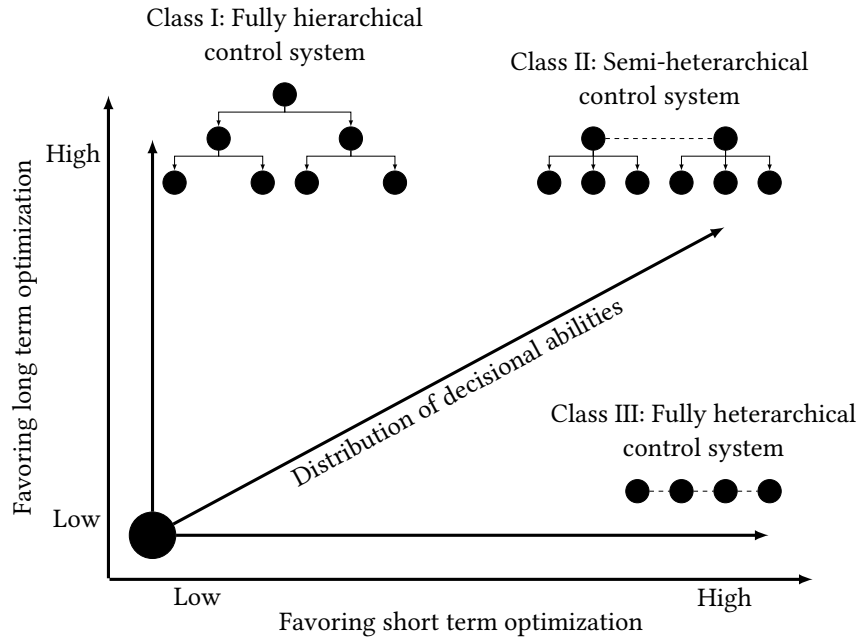 Class I: Fully hierarchical
control system
Class II: Semi-heterarchical
control system
High
Favoring long term optimization
Distribution of decisional abilities
Class III: Fully heterarchical
control system
Low
Low
High
Favoring short term optimization